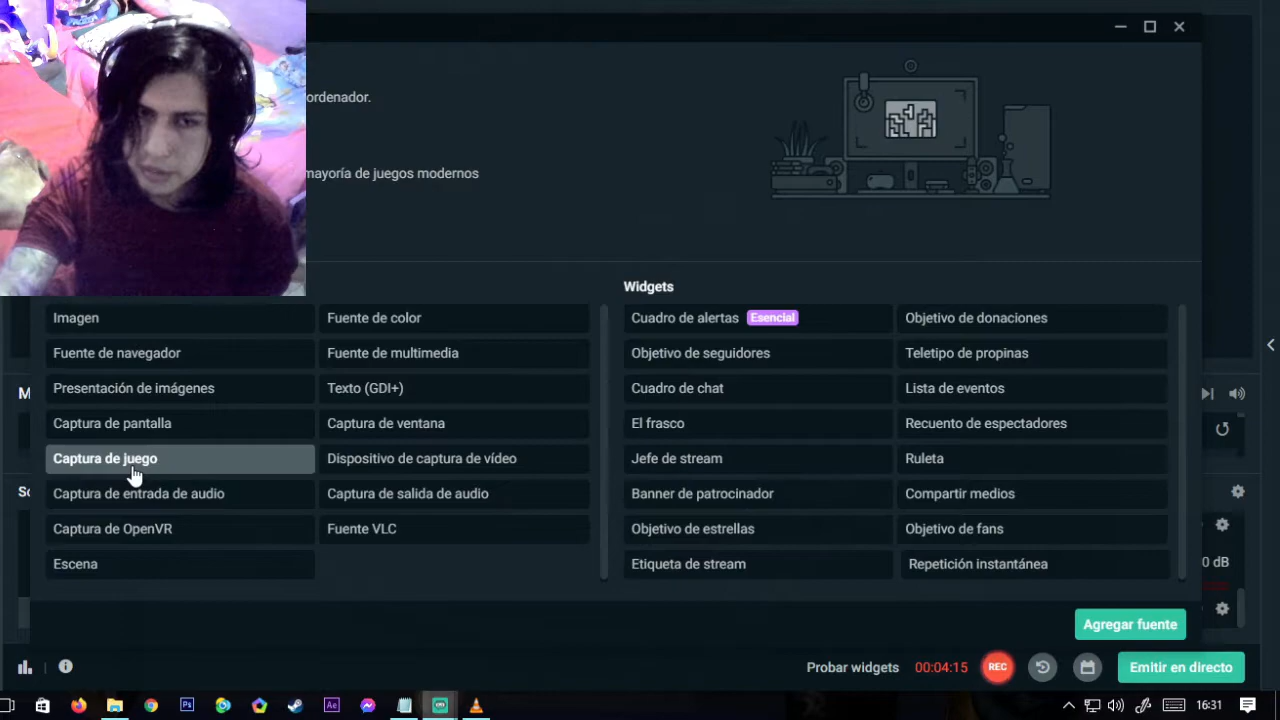 ordenador.
mayoría de juegos modernos
Widgets
Imagen
Fuente de color
Cuadro de alertas Esencial
Objetivo de donaciones
Fuente de navegador
Fuente de multimedia
Objetivo de seguidores
Teletipo de propinas
Presentación de imágenes
Texto (GDI+)
Cuadro de chat
Lista de eventos
Captura de pantalla
Captura de ventana
El frasco
Recuento de espectadores
Captura de juego
Dispositivo de captura de vídeo
Jefe de stream
Ruleta
Captura de entrada de audio
Captura de salida de audio
Banner de patrocinador
Compartir medios
Captura de OpenVR
Fuente VLC
Objetivo de estrellas
Objetivo de fans
Escena
Etiqueta de stream
Repetición instantánea
M
So
0 dB
Agregar fuente
Probar widgets 00:04:15 REC
Emitir en directo
Ps
Ae
16:31